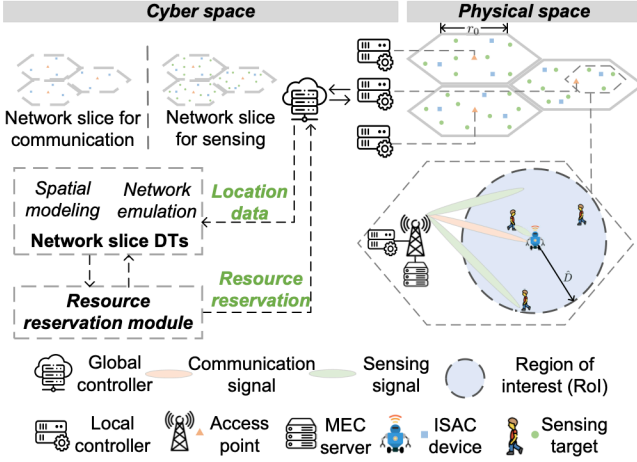 Cyber space
Physical space
r₀
Network slice for
communication
Network slice
for sensing
Spatial
modeling
Network
emulation
Network slice DTs
Location
data
Resource
reservation module
Resource
reservation
D̂
Global
controller
Communication
signal
Sensing
signal
Region of
interest (RoI)
Local
controller
Access
point
MEC
server
ISAC
device
Sensing
target